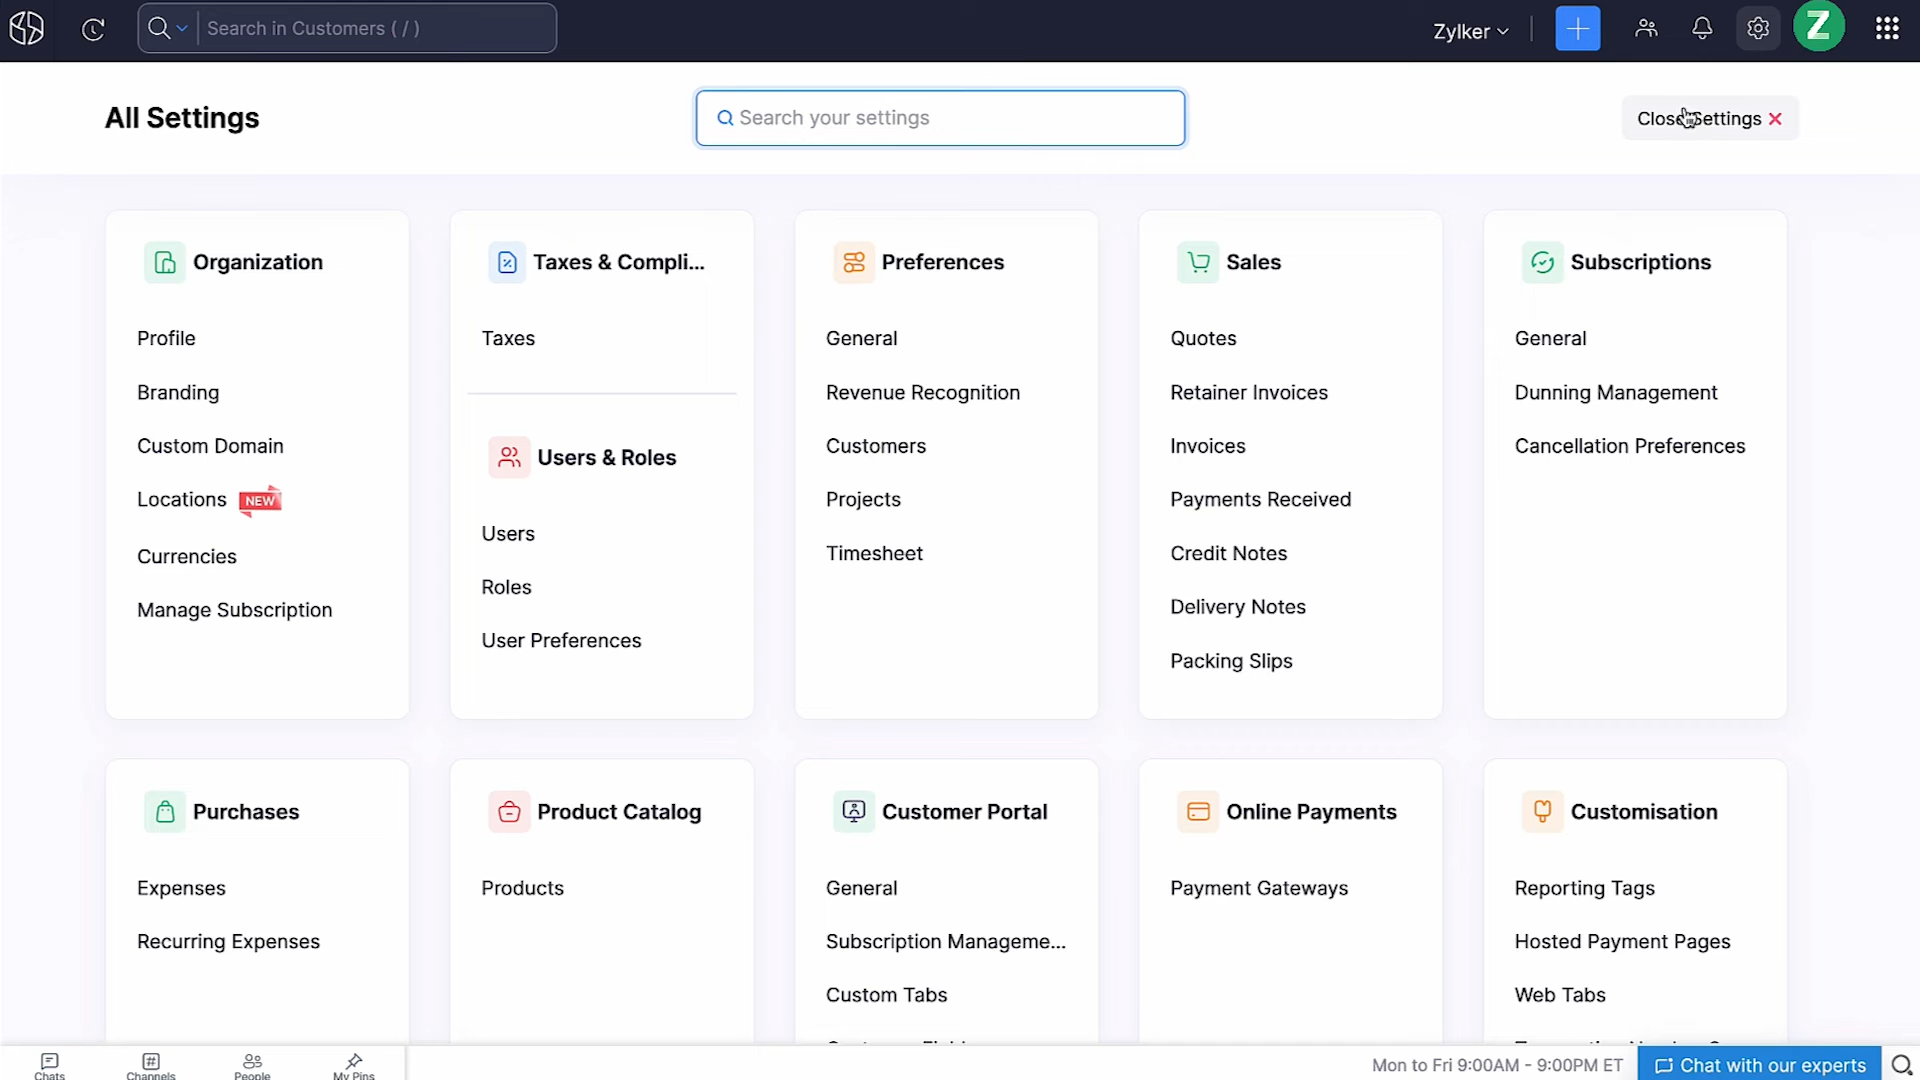 Search in Customers ( / )
Zylker
Z
All Settings
Search your settings
Close Settings
Organization
Profile
Branding
Custom Domain
Locations NEW
Currencies
Manage Subscription
Taxes & Compli...
Taxes
Users & Roles
Users
Roles
User Preferences
Preferences
General
Revenue Recognition
Customers
Projects
Timesheet
Sales
Quotes
Retainer Invoices
Invoices
Payments Received
Credit Notes
Delivery Notes
Packing Slips
Subscriptions
General
Dunning Management
Cancellation Preferences
Purchases
Expenses
Recurring Expenses
Product Catalog
Products
Customer Portal
General
Subscription Manageme...
Custom Tabs
Online Payments
Payment Gateways
Customisation
Reporting Tags
Hosted Payment Pages
Web Tabs
Chats
Channels
People
My Pins
Mon to Fri 9:00AM - 9:00PM ET
Chat with our experts